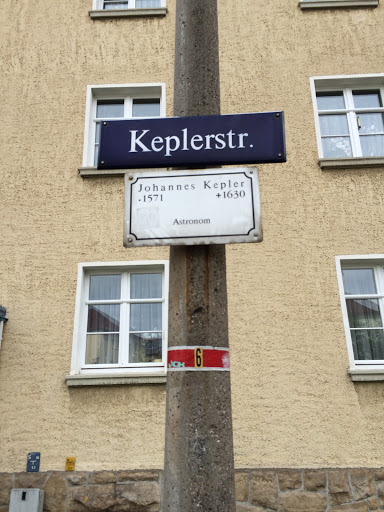 Keplerstr.
Johannes Kepler
*1571 +1630
Astronom
6